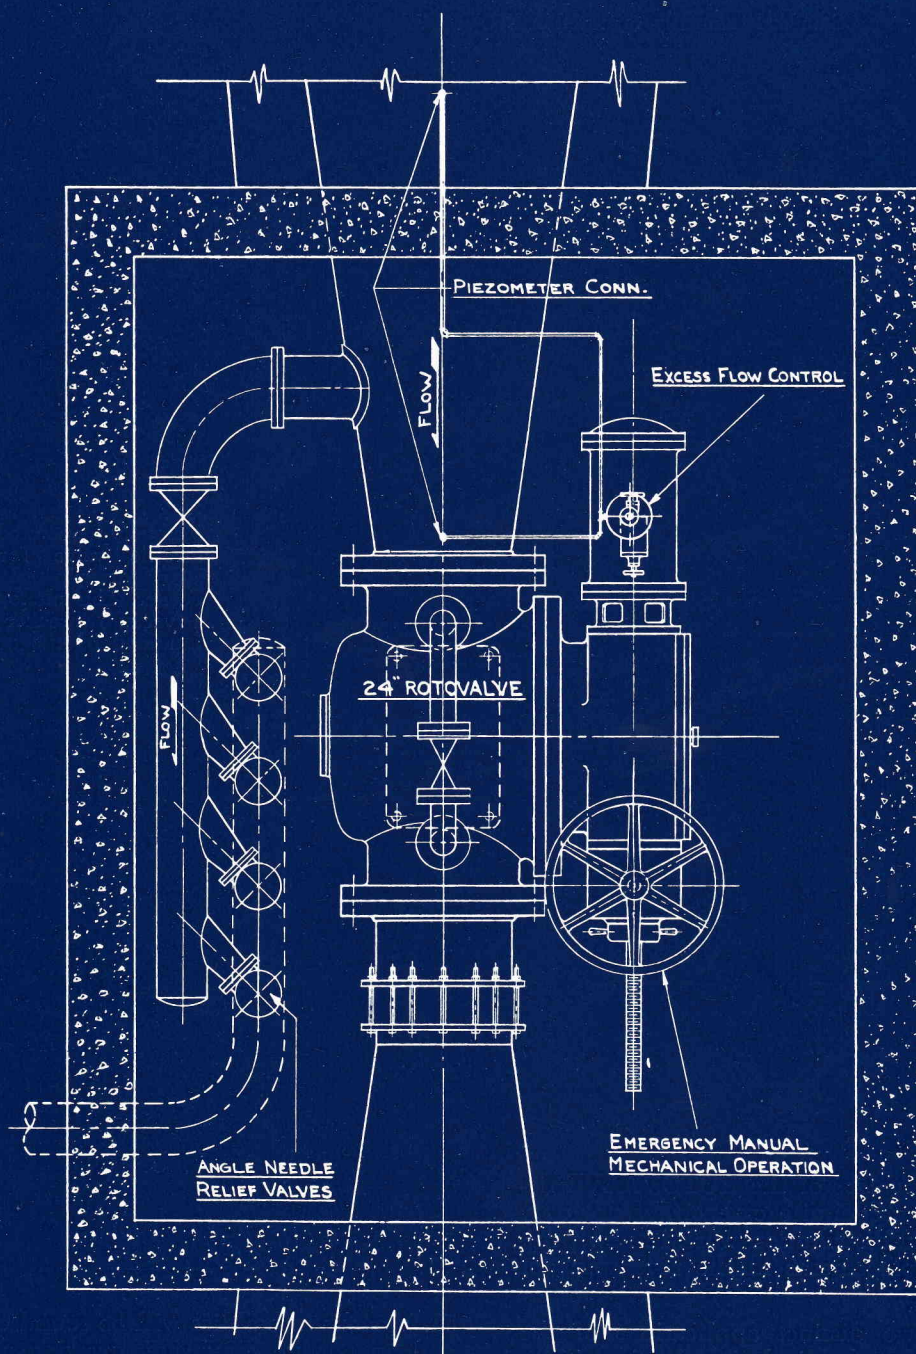 PIEZOMETER CONN.
EXCESS FLOW CONTROL
FLOW
24" ROTOVALVE
FLOW
EMERGENCY MANUAL
MECHANICAL OPERATION
ANGLE NEEDLE
RELIEF VALVES